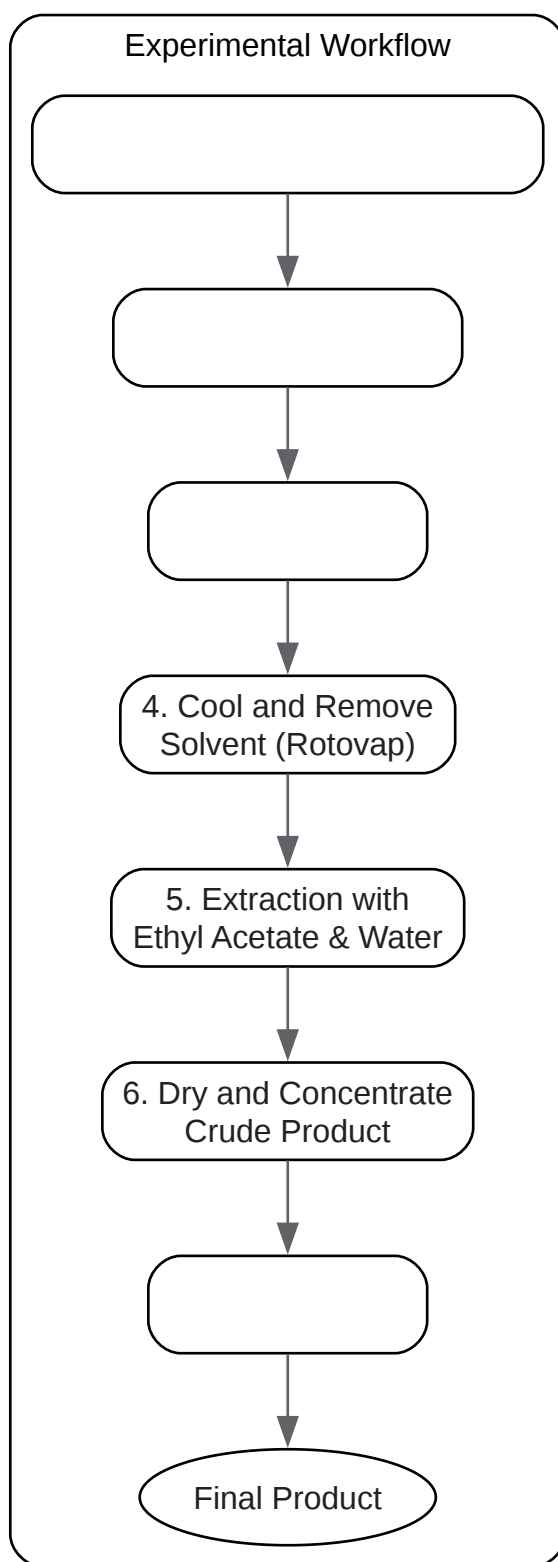 Experimental Workflow
4. Cool and Remove
Solvent (Rotovap)
5. Extraction with
Ethyl Acetate & Water
6. Dry and Concentrate
Crude Product
Final Product